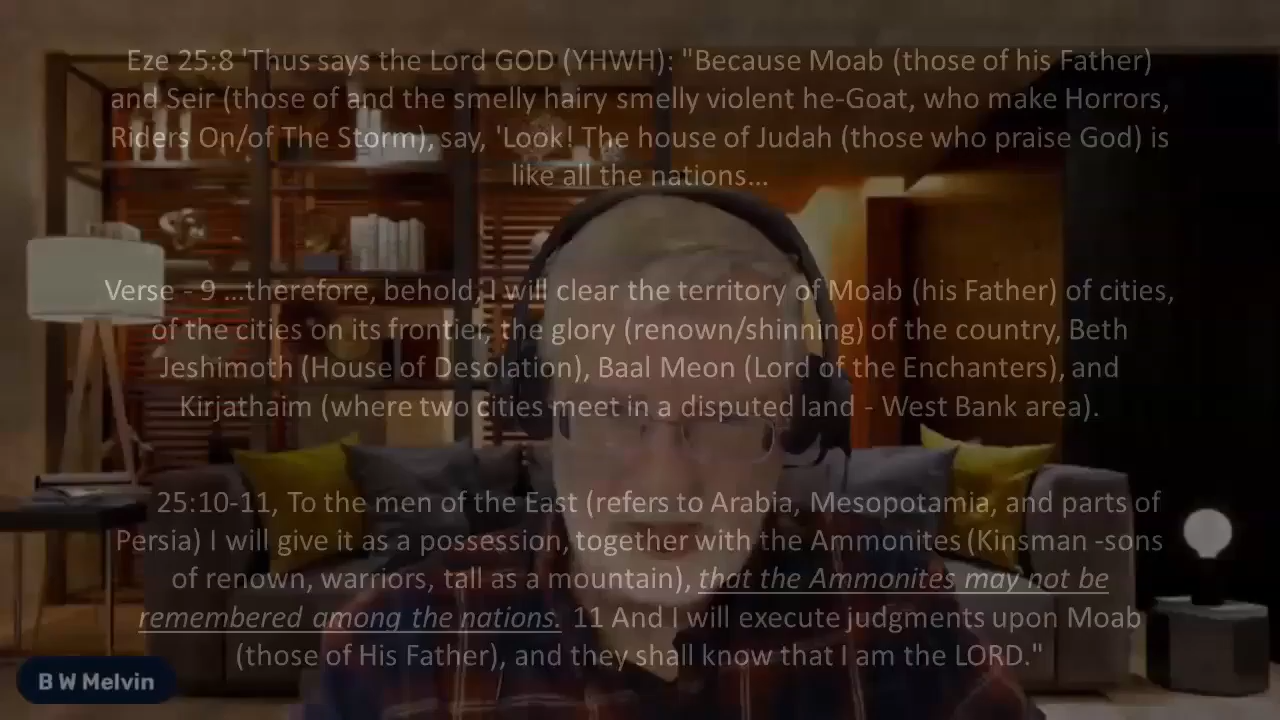 Eze 25:8 'Thus says the Lord GOD (YHWH): "Because Moab (those of his Father)
and Seir (those of and the smelly hairy smelly violent he-Goat, who make Horrors,
Riders On/of The Storm), say, 'Look! The house of Judah (those who praise God) is
like all the nations…
Verse - 9 …therefore, behold, I will clear the territory of Moab (his Father) of cities,
of the cities on its frontier, the glory (renown/shinning) of the country, Beth
Jeshimoth (House of Desolation), Baal Meon (Lord of the Enchanters), and
Kirjathaim (where two cities meet in a disputed land - West Bank area).
25:10-11, To the men of the East (refers to Arabia, Mesopotamia, and parts of
Persia) I will give it as a possession, together with the Ammonites (Kinsman -sons
of renown, warriors, tall as a mountain), that the Ammonites may not be
remembered among the nations. 11 And I will execute judgments upon Moab
(those of His Father), and they shall know that I am the LORD."
B W Melvin